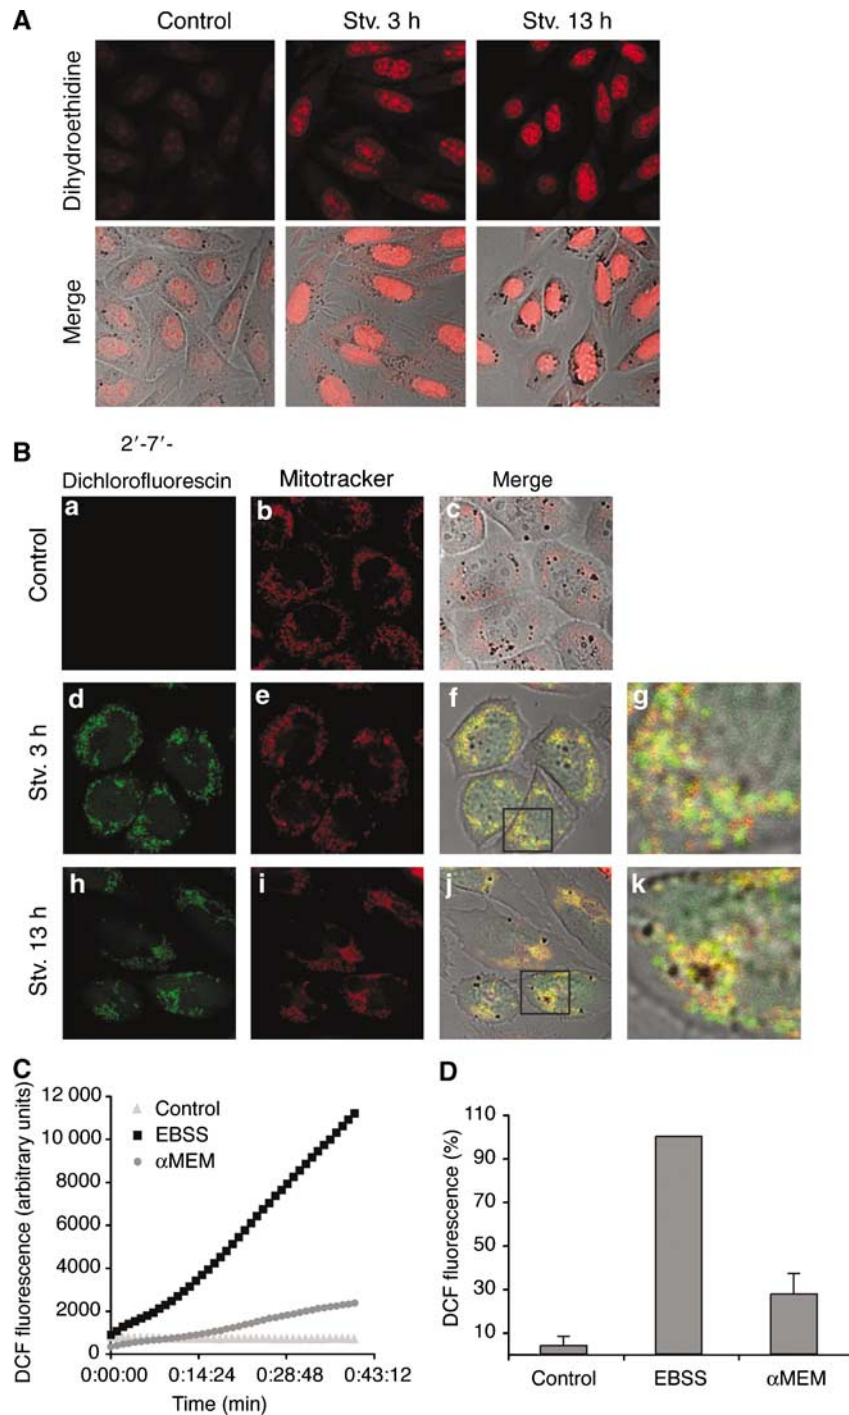 A
Control
Stv. 3 h
Stv. 13 h
Dihydroethidine
Merge
B
2′-7′-
Dichlorofluorescin
Mitotracker
Merge
Control
a
b
c
Stv. 3 h
d
e
f
g
Stv. 13 h
h
i
j
k
C
DCF fluorescence (arbitrary units)
12 000
10 000
8000
6000
4000
2000
0
Control
EBSS
αMEM
0:00:00
0:14:24
0:28:48
0:43:12
Time (min)
D
DCF fluorescence (%)
110
90
70
50
30
10
Control
EBSS
αMEM